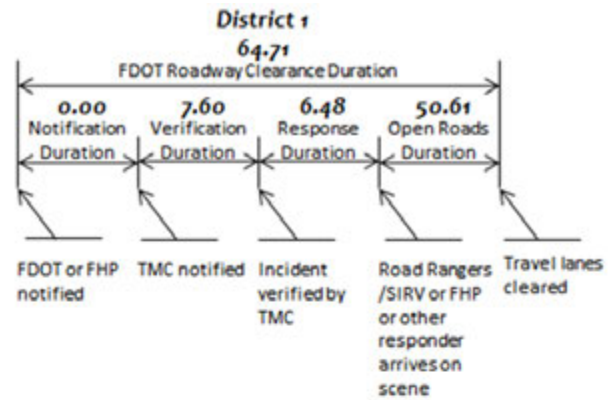 District 1
64.71
FDOT Roadway Clearance Duration
0.00 7.60 6.48 50.61
Notification Verification Response Open Roads
Duration Duration Duration Duration
FDOT or FHP
notified
TMC notified
Incident
verified by
TMC
Road Rangers
/SIRV or FHP
or other
responder
arrives on
scene
Travel lanes
cleared